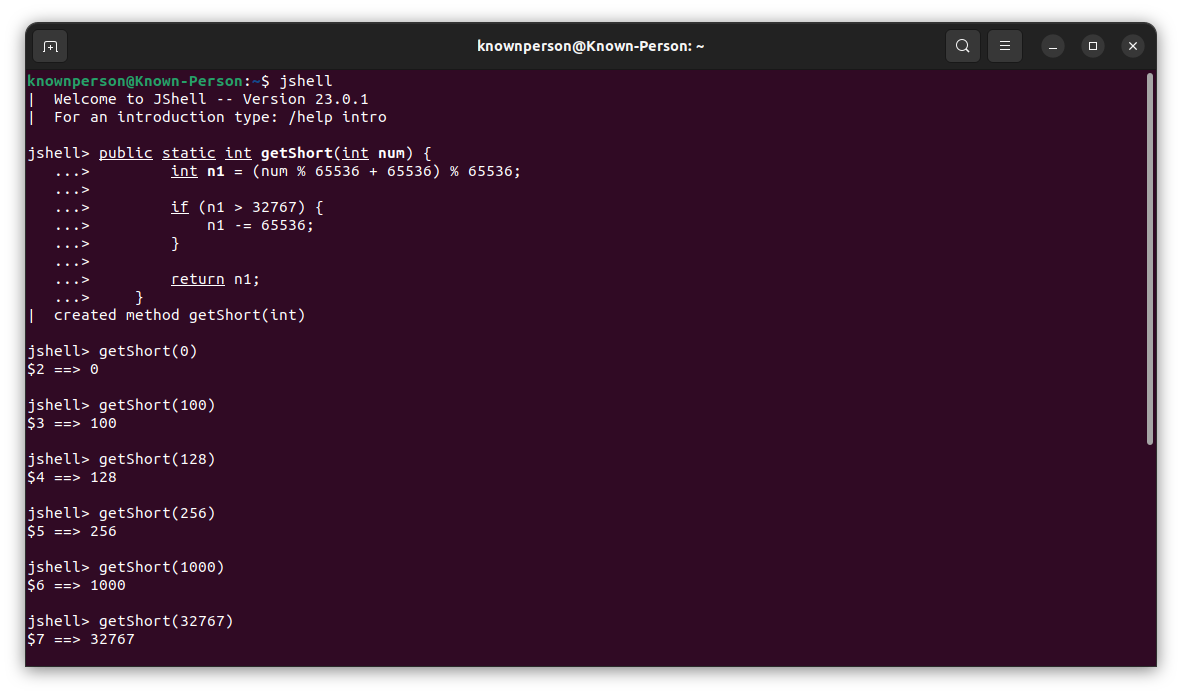 knownperson@Known-Person: ~
knownperson@Known-Person:~$ jshell
|  Welcome to JShell -- Version 23.0.1
|  For an introduction type: /help intro

jshell> public static int getShort(int num) {
   ...>         int n1 = (num % 65536 + 65536) % 65536;
   ...>
   ...>         if (n1 > 32767) {
   ...>             n1 -= 65536;
   ...>         }
   ...>
   ...>         return n1;
   ...>     }
|  created method getShort(int)

jshell> getShort(0)
$2 ==> 0

jshell> getShort(100)
$3 ==> 100

jshell> getShort(128)
$4 ==> 128

jshell> getShort(256)
$5 ==> 256

jshell> getShort(1000)
$6 ==> 1000

jshell> getShort(32767)
$7 ==> 32767